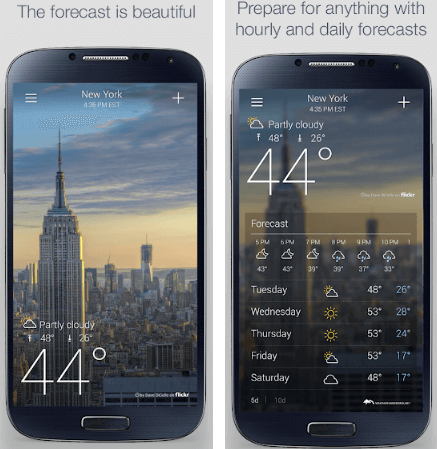 The forecast is beautiful
New York
4:35 PM EST
Partly cloudy
48° 26°
44°
flickr
Prepare for anything with
hourly and daily forecasts
New York
4:35 PM EST
Partly cloudy
48° 26°
44°
flickr
Forecast
5 PM 6 PM 7 PM 8 PM 9 PM 10 PM 1
43° 43° 39° 39° 37° 33°
Tuesday 48° 26°
Wednesday 53° 28°
Thursday 53° 24°
Friday 53° 17°
Saturday 48° 17°
5d 10d